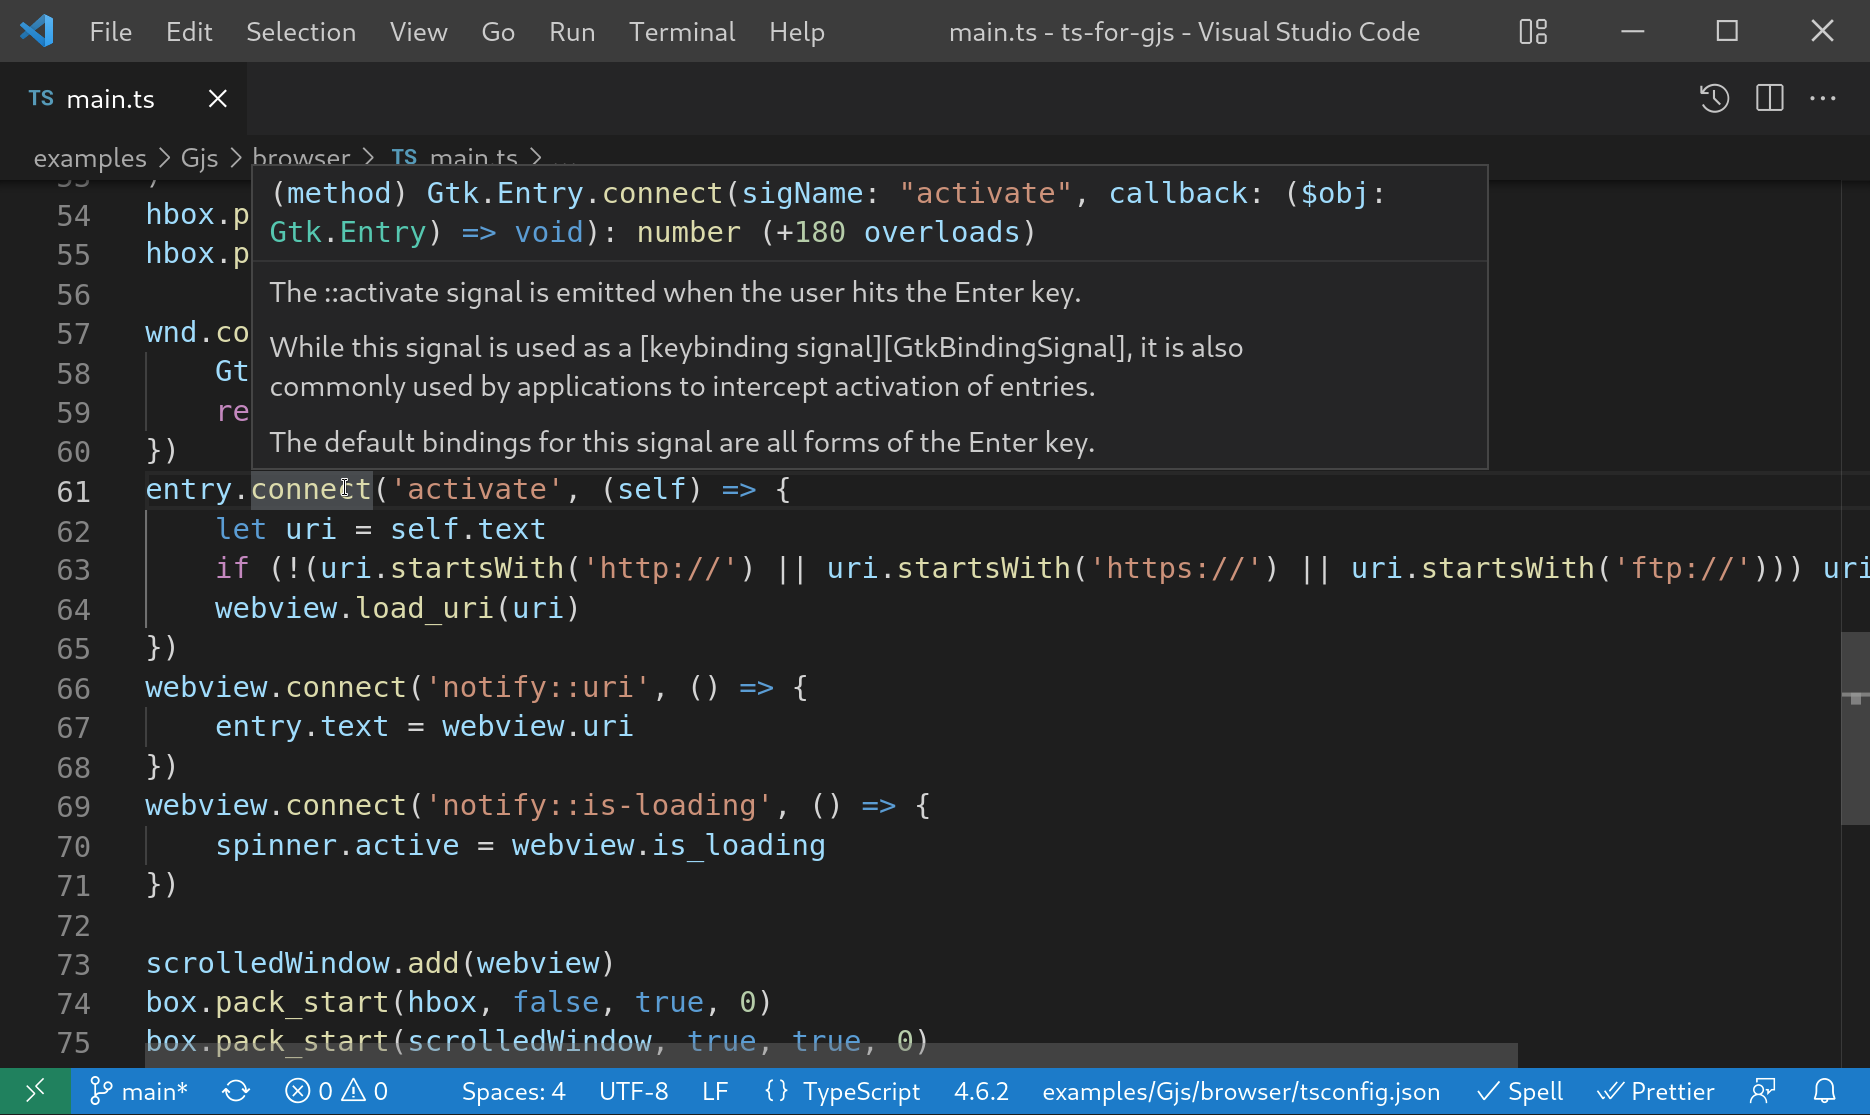 File Edit Selection View Go Run Terminal Help main.ts - ts-for-gjs - Visual Studio Code
TS main.ts
examples > Gjs > browser > TS main.ts > ...
(method) Gtk.Entry.connect(sigName: "activate", callback: ($obj:
Gtk.Entry) => void): number (+180 overloads)
The ::activate signal is emitted when the user hits the Enter key.
While this signal is used as a [keybinding signal][GtkBindingSignal], it is also
commonly used by applications to intercept activation of entries.
The default bindings for this signal are all forms of the Enter key.
54 hbox.p
55 hbox.p
56
57 wnd.co
58 Gt
59 re
60 })
61 entry.connect('activate', (self) => {
62 let uri = self.text
63 if (!(uri.startsWith('http://') || uri.startsWith('https://') || uri.startsWith('ftp://'))) uri
64 webview.load_uri(uri)
65 })
66 webview.connect('notify::uri', () => {
67 entry.text = webview.uri
68 })
69 webview.connect('notify::is-loading', () => {
70 spinner.active = webview.is_loading
71 })
72
73 scrolledWindow.add(webview)
74 box.pack_start(hbox, false, true, 0)
75 box.pack_start(scrolledWindow, true, true, 0)
main* 0 0 Spaces: 4 UTF-8 LF {} TypeScript 4.6.2 examples/Gjs/browser/tsconfig.json Spell Prettier